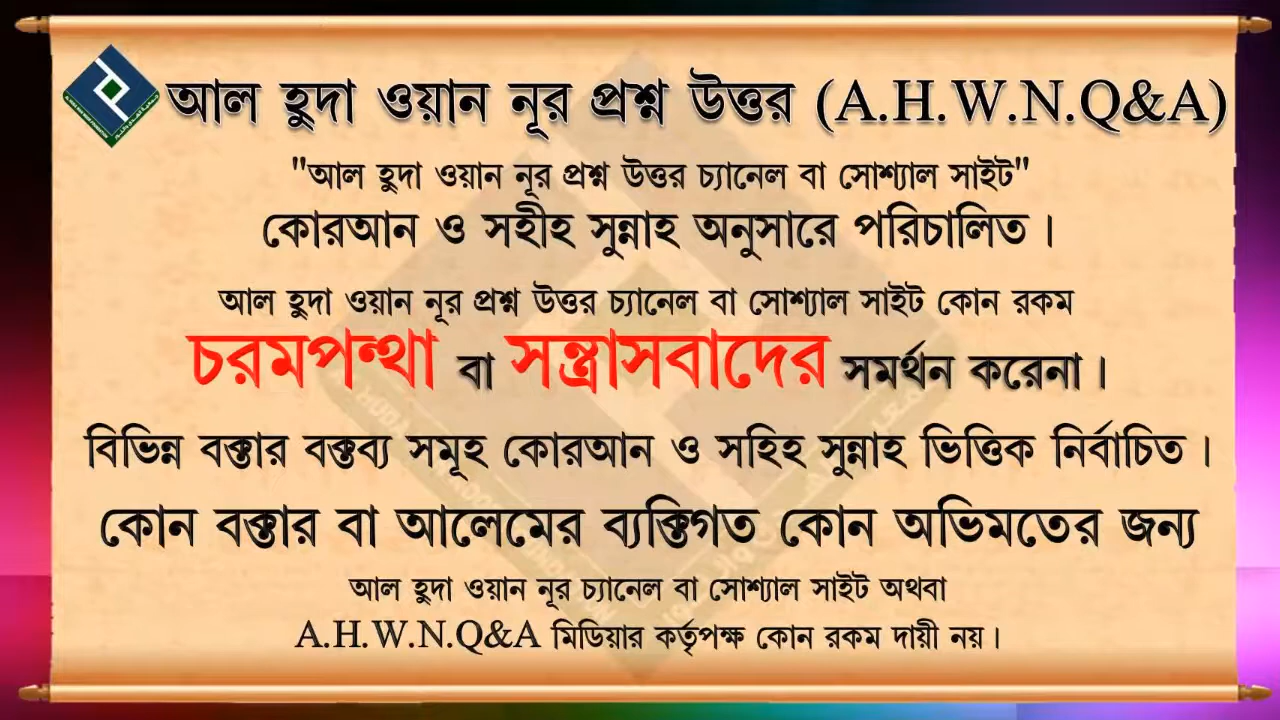 আল হুদা ওয়ান নূর প্রশ্ন উত্তর (A.H.W.N.Q&A)
"আল হুদা ওয়ান নূর প্রশ্ন উত্তর চ্যানেল বা সোশ্যাল সাইট"
কোরআন ও সহীহ সুন্নাহ অনুসারে পরিচালিত।
আল হুদা ওয়ান নূর প্রশ্ন উত্তর চ্যানেল বা সোশ্যাল সাইট কোন রকম
চরমপন্থা বা সন্ত্রাসবাদের সমর্থন করেনা।
বিভিন্ন বক্তার বক্তব্য সমূহ কোরআন ও সহিহ সুন্নাহ ভিত্তিক নির্বাচিত।
কোন বক্তার বা আলেমের ব্যক্তিগত কোন অভিমতের জন্য
আল হুদা ওয়ান নূর চ্যানেল বা সোশ্যাল সাইট অথবা
A.H.W.N.Q&A মিডিয়ার কর্তৃপক্ষ কোন রকম দায়ী নয়।